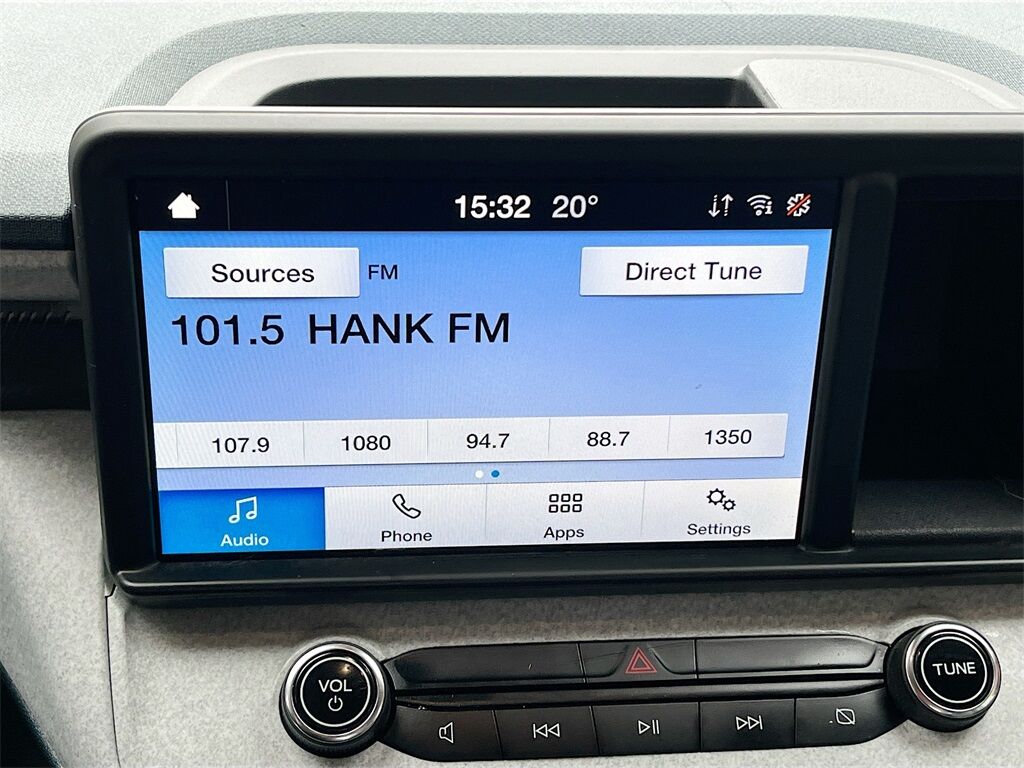 15:32 20°
Sources FM Direct Tune
101.5 HANK FM
107.9 1080 94.7 88.7 1350
Audio Phone Apps Settings
VOL
TUNE